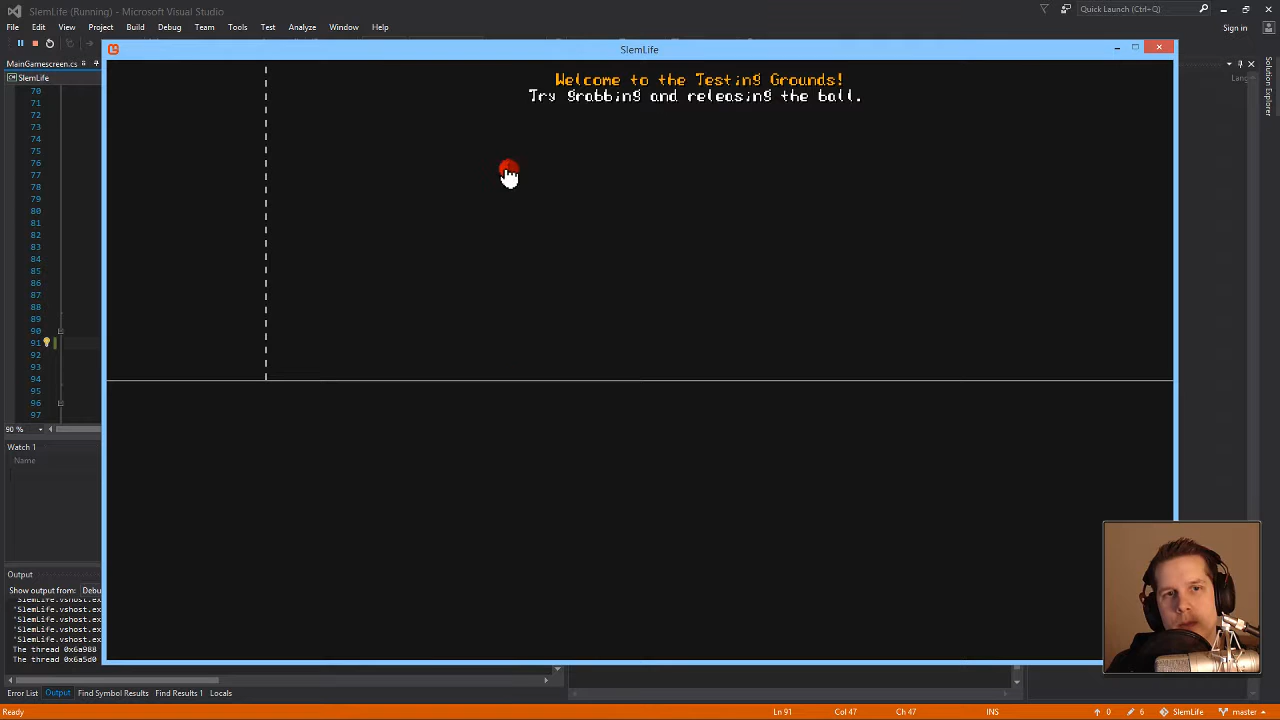 SlemLife (Running) - Microsoft Visual Studio
Quick Launch (Ctrl+Q)
File Edit View Project Build Debug Team Tools Test Analyze Window Help
Sign in
SlemLife
MainGamescreen.cs
SlemLife
Solution Explorer
Welcome to the Testing Grounds!
Try grabbing and releasing the ball.
70
71
72
73
74
75
76
77
78
79
80
81
82
83
84
85
86
87
88
89
90
91
92
93
94
95
96
97
90 %
Watch 1
Name
Output
Show output from: Debu
'SlemLife.vshost.ex
'SlemLife.vshost.ex
'SlemLife.vshost.ex
'SlemLife.vshost.ex
The thread 0x6a988
The thread 0x6a5d0
Error List Output Find Symbol Results Find Results 1 Locals
Ready Ln 91 Col 47 Ch 47 INS 0 6 SlemLife master